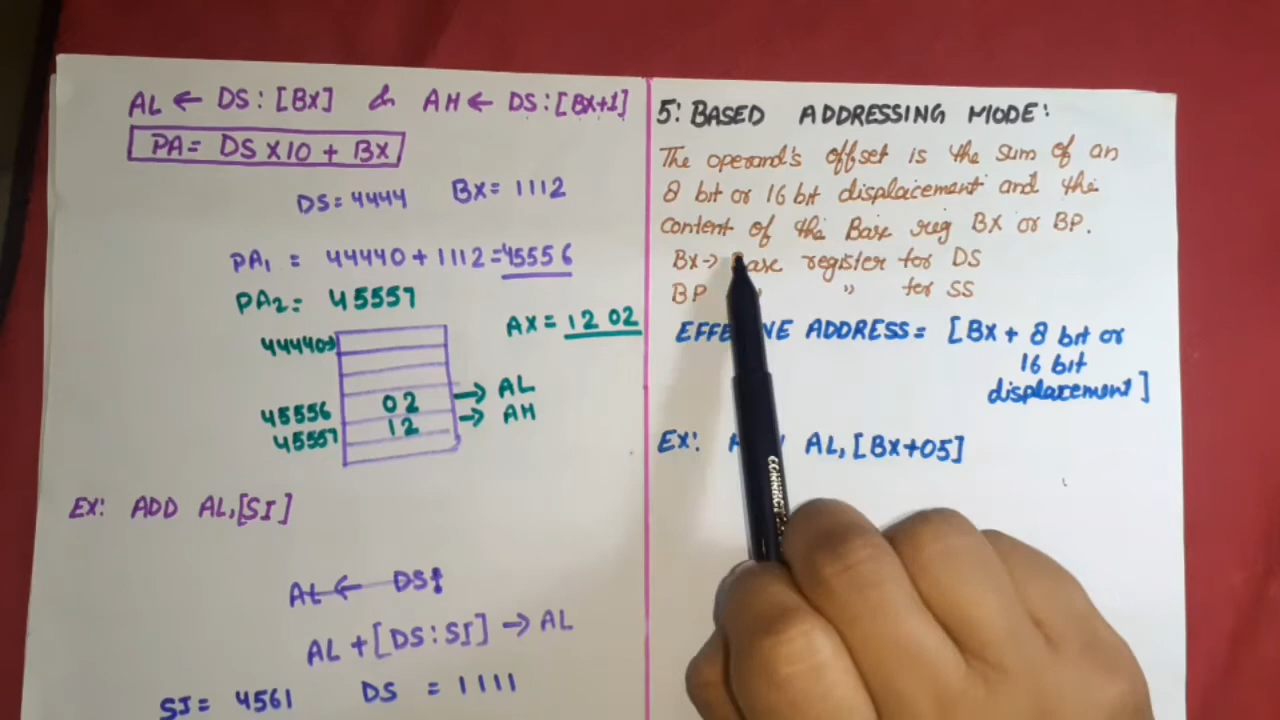 AL ← DS:[BX] & AH ← DS:[BX+1]
PA = DS X10 + BX
DS = 4444 BX = 1112
PA1 = 44440 + 1112 = 45556
PA2 = 45557
AX = 1202
44440→
02 → AL
45556
12 → AH
45557
EX: ADD AL,[SI]
AL ← DS:
AL + [DS:SI] → AL
SI = 4561 DS = 1111
5: BASED ADDRESSING MODE:
The operand's offset is the sum of an
8 bit or 16 bit displacement and the
content of the Base reg BX or BP.
BX → register for DS
BP " for SS
ADDRESS = [BX + 8 bit or
16 bit
displacement]
EX: AL,[BX+05]
CONNECT